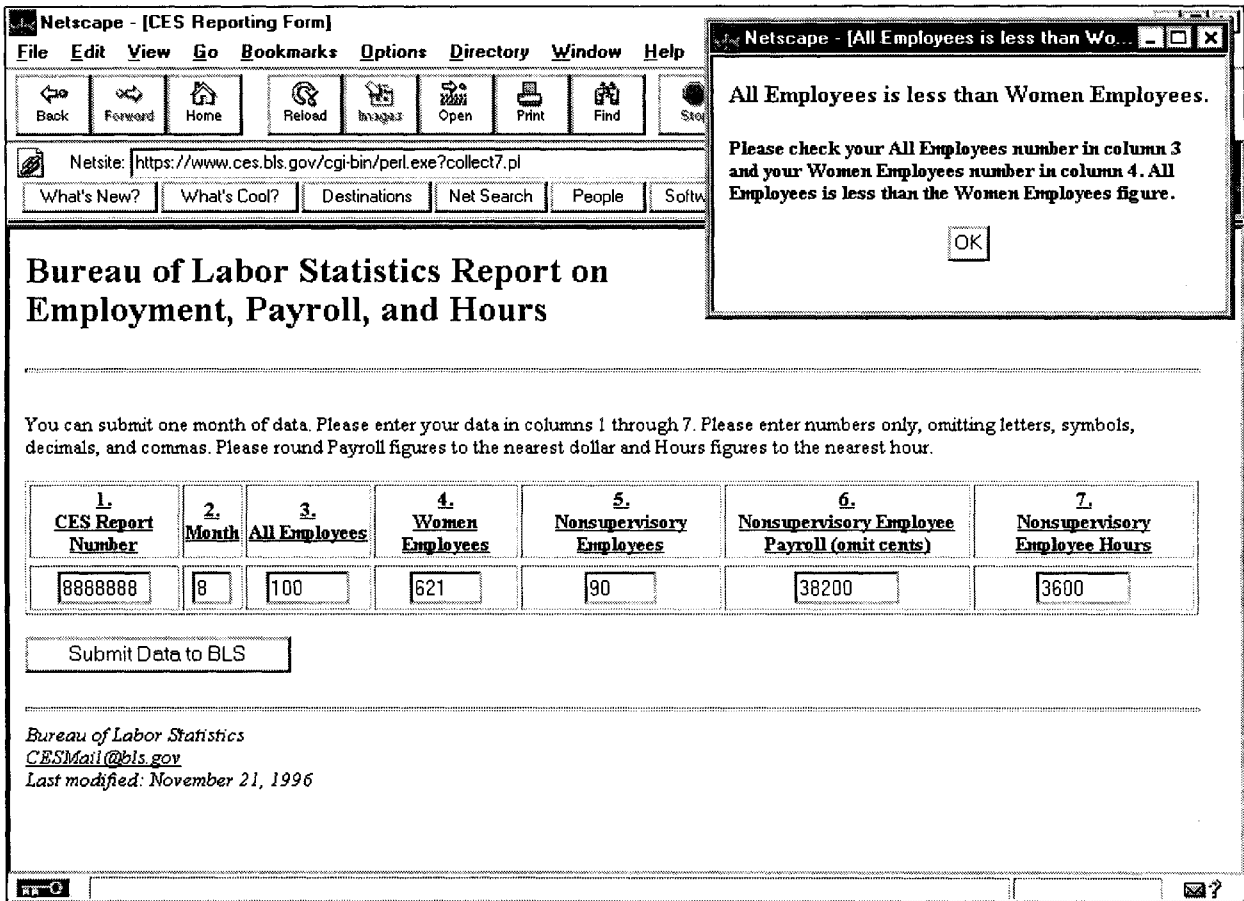 Netscape - [CES Reporting Form]
File Edit View Go Bookmarks Options Directory Window Help
Back Forward Home Reload Images Open Print Find
Netsite: https://www.ces.bls.gov/cgi-bin/perl.exe?collect7.pl
What's New? What's Cool? Destinations Net Search People Softw
Netscape - [All Employees is less than Wo...
All Employees is less than Women Employees.
Please check your All Employees number in column 3
and your Women Employees number in column 4. All
Employees is less than the Women Employees figure.
OK
Bureau of Labor Statistics Report on
Employment, Payroll, and Hours
You can submit one month of data. Please enter your data in columns 1 through 7. Please enter numbers only, omitting letters, symbols,
decimals, and commas. Please round Payroll figures to the nearest dollar and Hours figures to the nearest hour.
1.
CES Report
Number
2.
Month
3.
All Employees
4.
Women
Employees
5.
Nonsupervisory
Employees
6.
Nonsupervisory Employee
Payroll (omit cents)
7.
Nonsupervisory
Employee Hours
8888888 8 100 621 90 38200 3600
Submit Data to BLS
Bureau of Labor Statistics
CESMail@bls.gov
Last modified: November 21, 1996